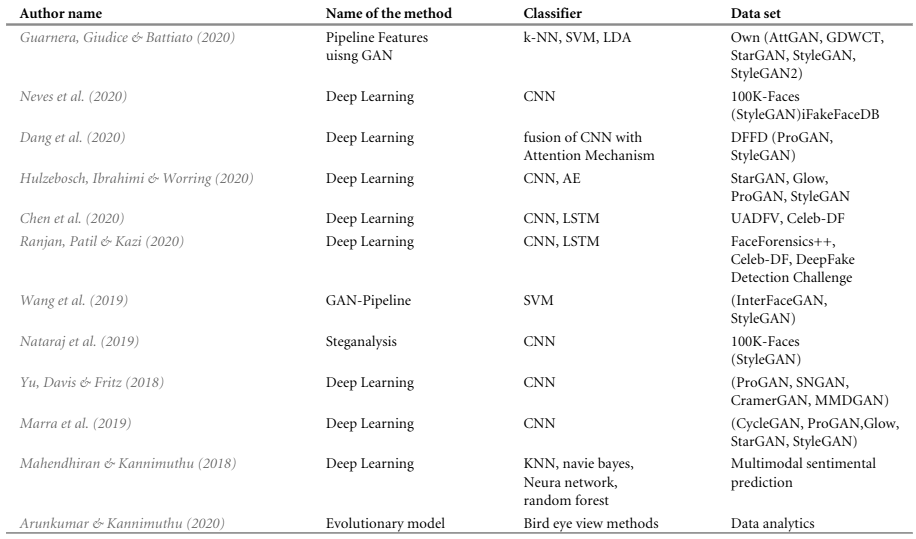 Author name Name of the method Classifier Data set
Guarnera, Giudice & Battiato (2020) Pipeline Features k-NN, SVM, LDA Own (AttGAN, GDWCT,
uisng GAN StarGAN, StyleGAN,
StyleGAN2)
Neves et al. (2020) Deep Learning CNN 100K-Faces
(StyleGAN)iFakeFaceDB
Dang et al. (2020) Deep Learning fusion of CNN with DFFD (ProGAN,
Attention Mechanism StyleGAN)
Hulzebosch, Ibrahimi & Worring (2020) Deep Learning CNN, AE StarGAN, Glow,
ProGAN, StyleGAN
Chen et al. (2020) Deep Learning CNN, LSTM UADFV, Celeb-DF
Ranjan, Patil & Kazi (2020) Deep Learning CNN, LSTM FaceForensics++,
Celeb-DF, DeepFake
Detection Challenge
Wang et al. (2019) GAN-Pipeline SVM (InterFaceGAN,
StyleGAN)
Nataraj et al. (2019) Steganalysis CNN 100K-Faces
(StyleGAN)
Yu, Davis & Fritz (2018) Deep Learning CNN (ProGAN, SNGAN,
CramerGAN, MMDGAN)
Marra et al. (2019) Deep Learning CNN (CycleGAN, ProGAN,Glow,
StarGAN, StyleGAN)
Mahendhiran & Kannimuthu (2018) Deep Learning KNN, navie bayes, Multimodal sentimental
Neura network, prediction
random forest
Arunkumar & Kannimuthu (2020) Evolutionary model Bird eye view methods Data analytics